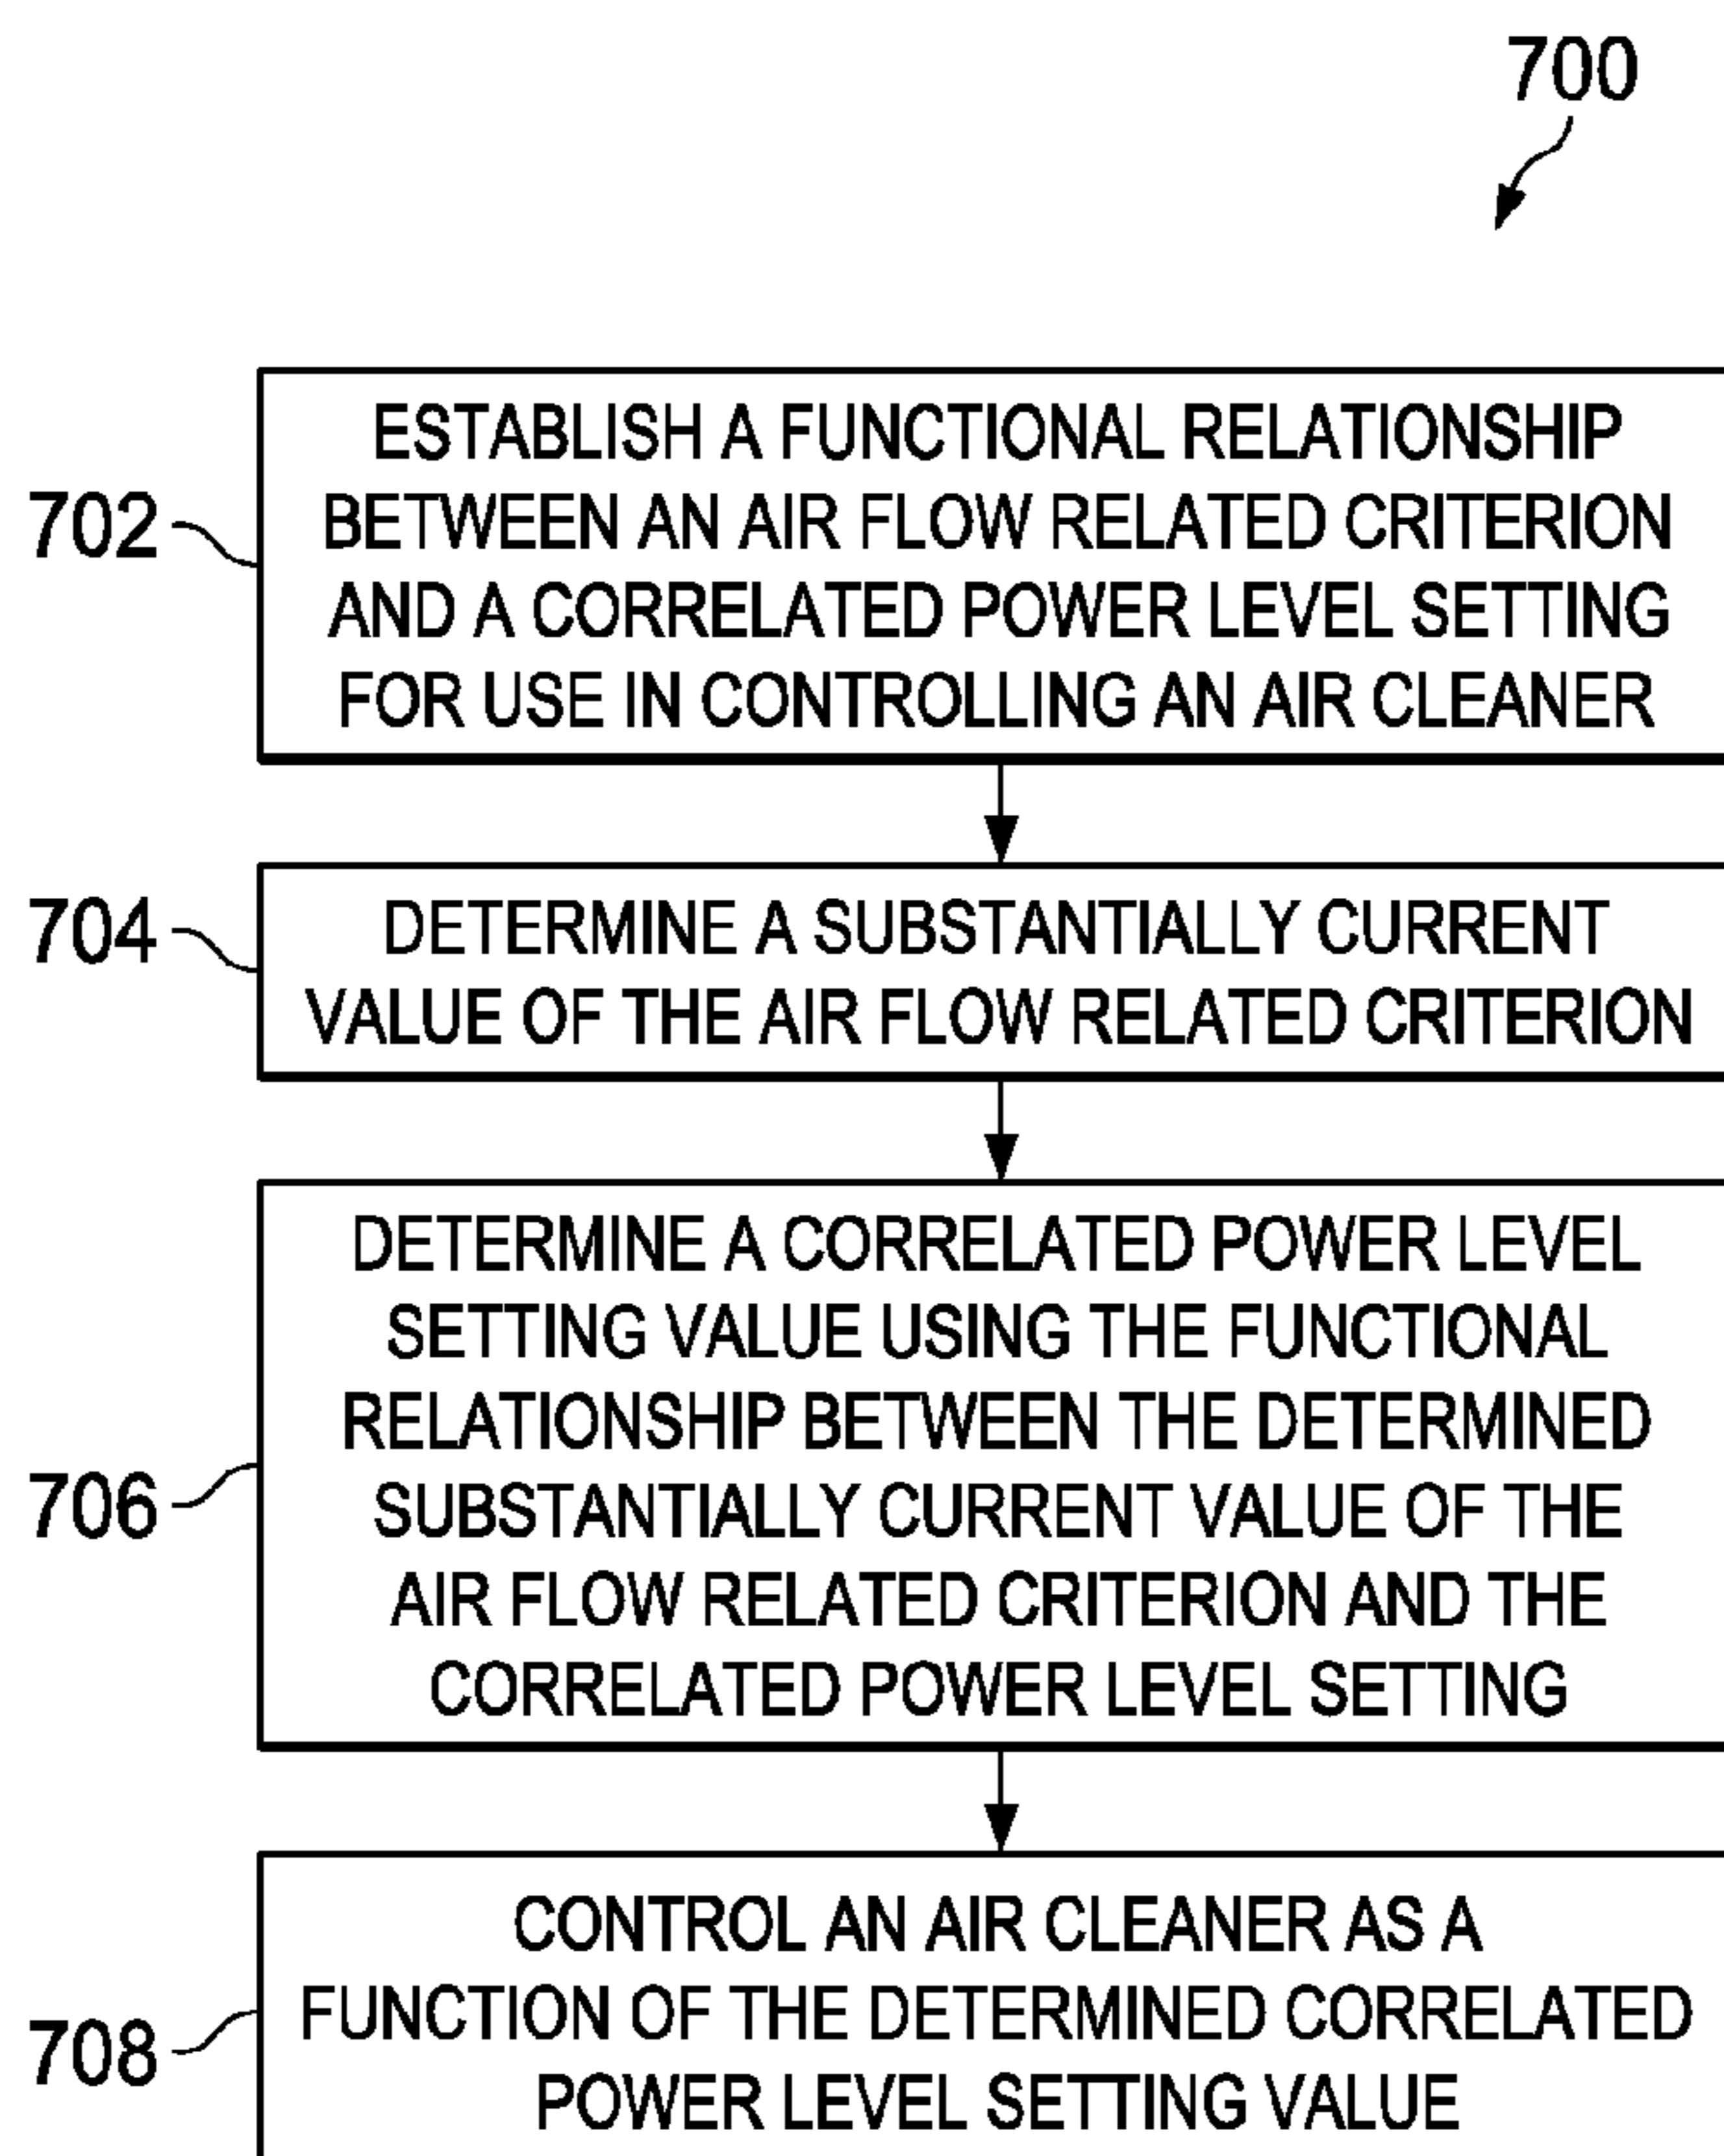 700
702
ESTABLISH A FUNCTIONAL RELATIONSHIP
BETWEEN AN AIR FLOW RELATED CRITERION
AND A CORRELATED POWER LEVEL SETTING
FOR USE IN CONTROLLING AN AIR CLEANER
704
DETERMINE A SUBSTANTIALLY CURRENT
VALUE OF THE AIR FLOW RELATED CRITERION
706
DETERMINE A CORRELATED POWER LEVEL
SETTING VALUE USING THE FUNCTIONAL
RELATIONSHIP BETWEEN THE DETERMINED
SUBSTANTIALLY CURRENT VALUE OF THE
AIR FLOW RELATED CRITERION AND THE
CORRELATED POWER LEVEL SETTING
708
CONTROL AN AIR CLEANER AS A
FUNCTION OF THE DETERMINED CORRELATED
POWER LEVEL SETTING VALUE